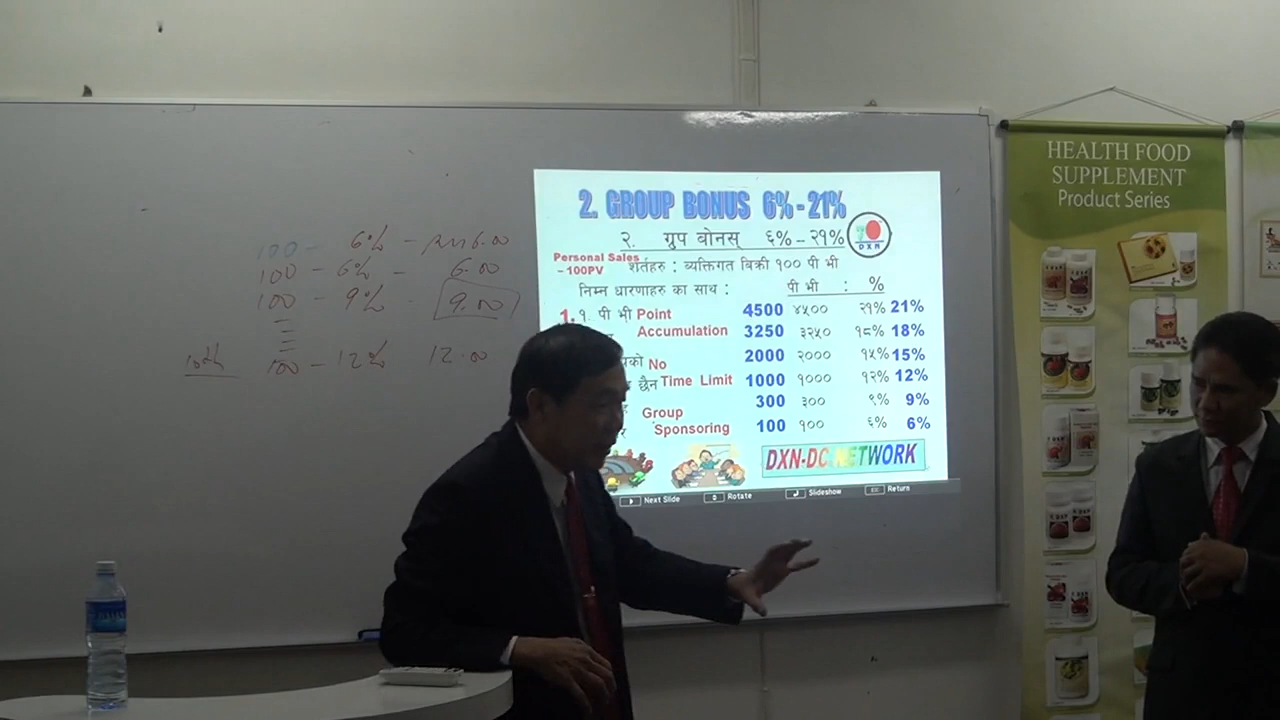 2. GROUP BONUS 6% - 21%
२. ग्रुप बोनस् ६% – २१%
DXN
Personal Sales
– 100PV
शर्तहरु : ब्यक्तिगत बिक्री १०० पी भी
निम्न धारणाहरु का साथ :
पी भी : %
1. १. पी भी Point 4500 ४५०० २१% 21%
Accumulation 3250 ३२५० १८% 18%
No 2000 २००० १५% 15%
छैन Time Limit 1000 १००० १२% 12%
Group 300 ३०० ९% 9%
Sponsoring 100 १०० ६% 6%
DXN-DC NETWORK
Next Slide Rotate Slideshow Return
100 – 6% – RM 6.00
100 – 6% – 6.00
100 – 9% – 9.00
10th 100 – 12% 12.00
HEALTH FOOD
SUPPLEMENT
Product Series